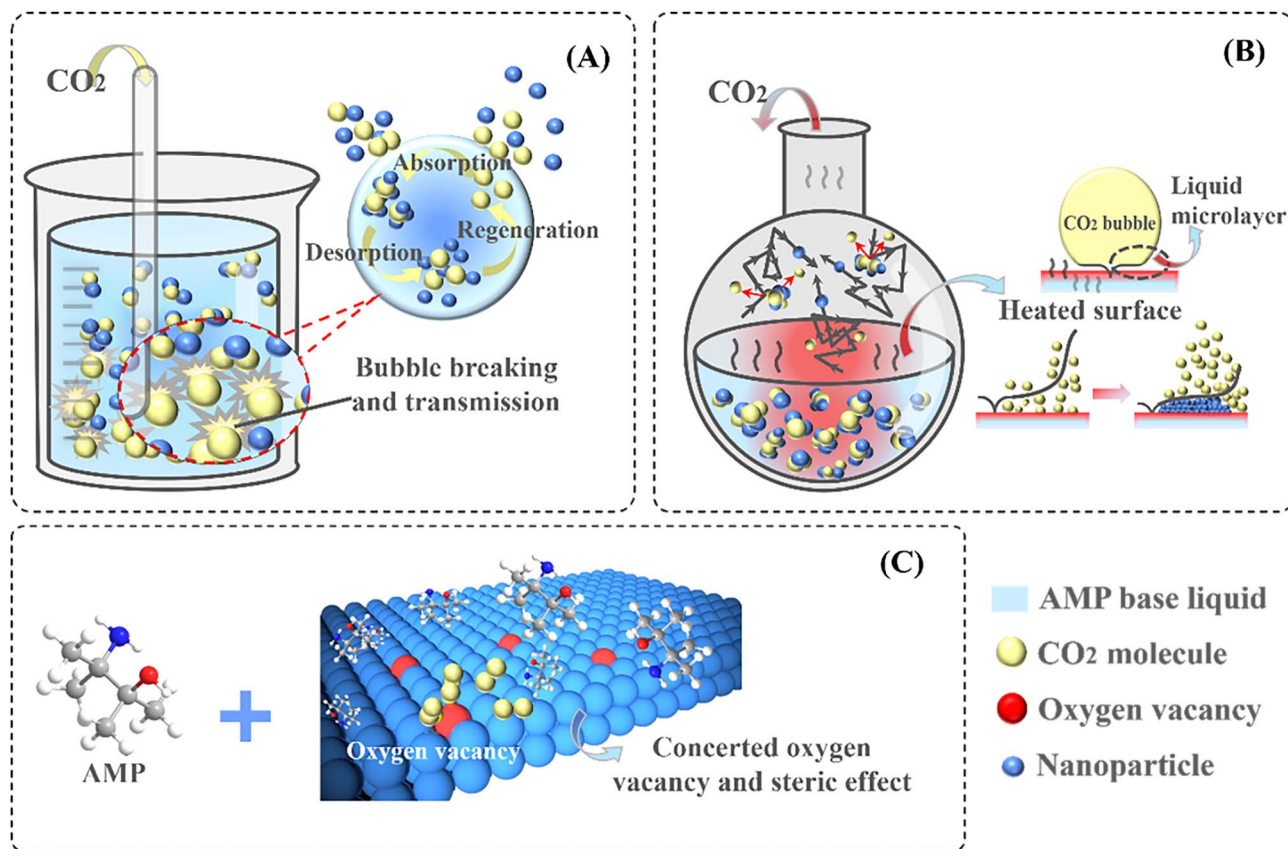 (A)
CO₂
Absorption
Regeneration
Desorption
Bubble breaking
and transmission
(B)
CO₂
CO₂ bubble
Liquid
microlayer
Heated surface
(C)
AMP
Oxygen vacancy
Concerted oxygen
vacancy and steric effect
AMP base liquid
CO₂ molecule
Oxygen vacancy
Nanoparticle